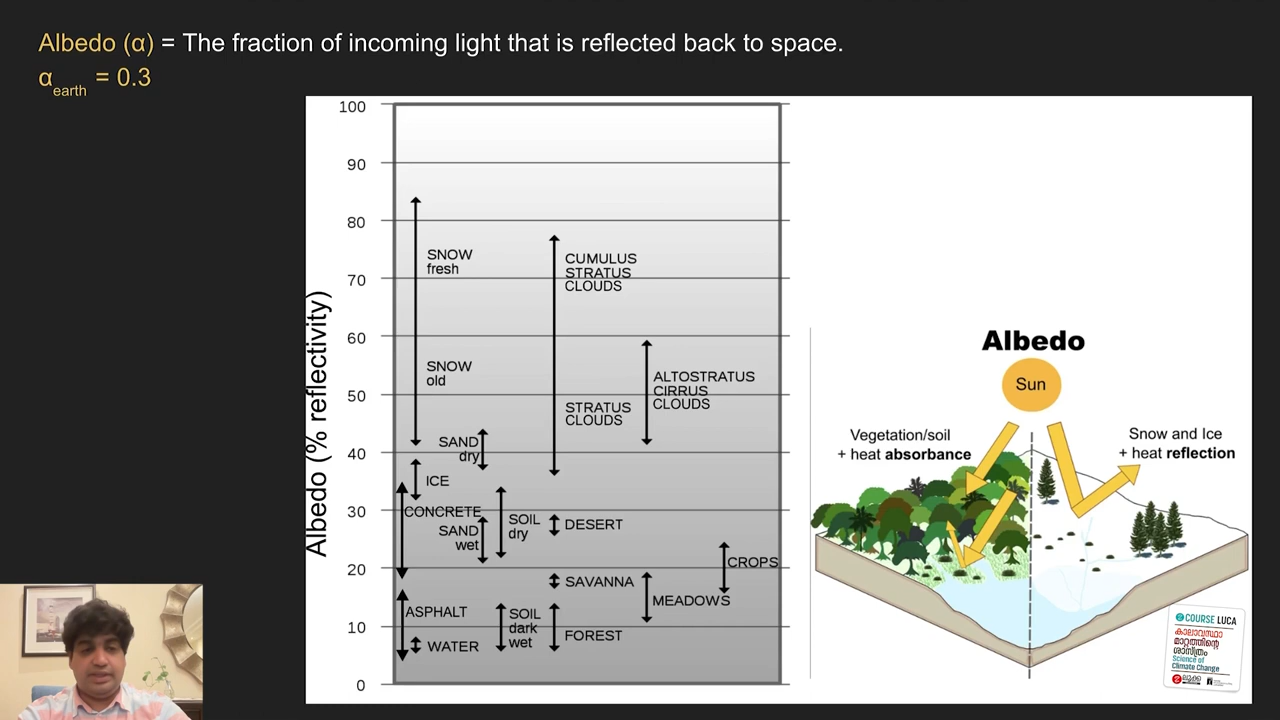 Albedo (α) = The fraction of incoming light that is reflected back to space.
αearth = 0.3
100
90
80
70
60
50
40
30
20
10
0
Albedo (% reflectivity)
SNOW
fresh
SNOW
old
CUMULUS
STRATUS
CLOUDS
STRATUS
CLOUDS
ALTOSTRATUS
CIRRUS
CLOUDS
SAND
dry
ICE
CONCRETE
SAND
wet
SOIL
dry
DESERT
CROPS
SAVANNA
MEADOWS
ASPHALT
SOIL
dark
wet
FOREST
WATER
Albedo
Sun
Vegetation/soil
+ heat absorbance
Snow and Ice
+ heat reflection
COURSE LUCA
കാലാവസ്ഥാ
മാറ്റത്തിന്റെ
ശാസ്ത്രം
Science of
Climate Change
ലൂക്ക